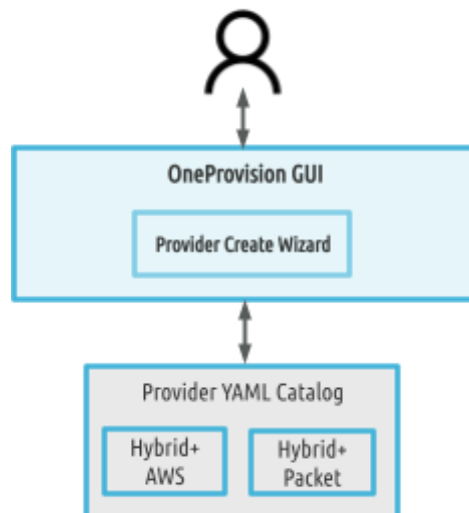 OneProvision GUI
Provider Create Wizard
Provider YAML Catalog
Hybrid+
AWS
Hybrid+
Packet